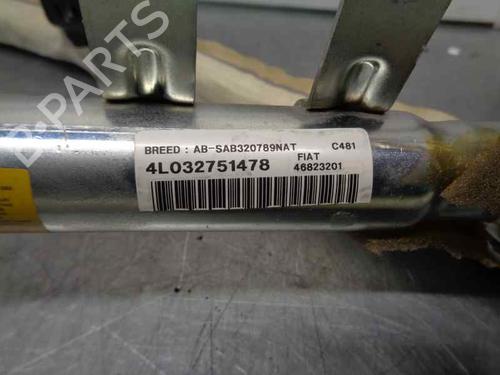 BREED : AB-SAB320789NAT C481
4L032751478 FIAT
46823201
B-PARTS